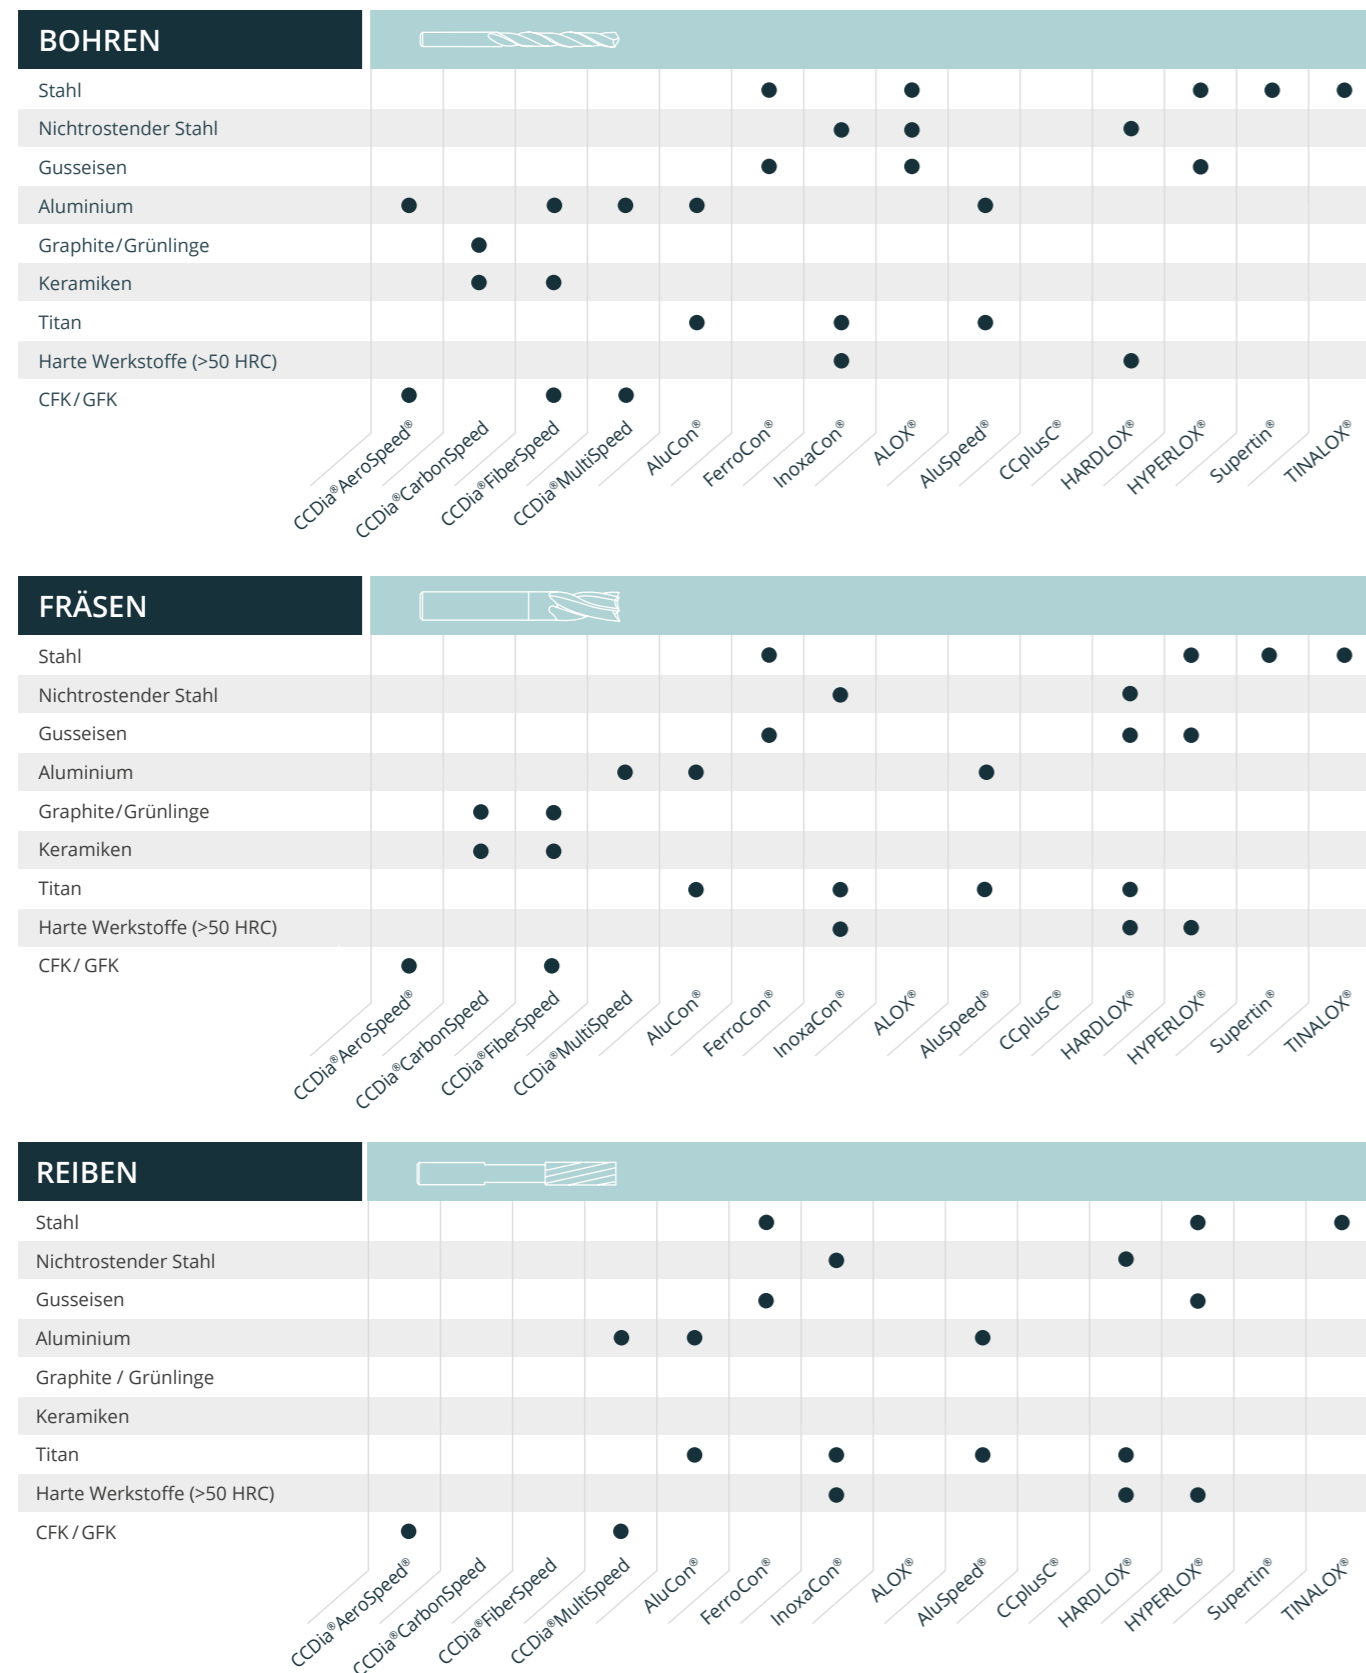 BOHREN
Stahl
Nichtrostender Stahl
Gusseisen
Aluminium
Graphite/Grünlinge
Keramiken
Titan
Harte Werkstoffe (>50 HRC)
CFK/GFK
CCDia®AeroSpeed®
CCDia®CarbonSpeed
CCDia®FiberSpeed
CCDia®MultiSpeed
AluCon®
FerroCon®
InoxaCon®
ALOX®
AluSpeed®
CCplusC®
HARDLOX®
HYPERLOX®
Supertin®
TINALOX®
FRÄSEN
Stahl
Nichtrostender Stahl
Gusseisen
Aluminium
Graphite/Grünlinge
Keramiken
Titan
Harte Werkstoffe (>50 HRC)
CFK/ GFK
CCDia®AeroSpeed®
CCDia®CarbonSpeed
CCDia®FiberSpeed
CCDia®MultiSpeed
AluCon®
FerroCon®
InoxaCon®
ALOX®
AluSpeed®
CCplusC®
HARDLOX®
HYPERLOX®
Supertin®
TINALOX®
REIBEN
Stahl
Nichtrostender Stahl
Gusseisen
Aluminium
Graphite / Grünlinge
Keramiken
Titan
Harte Werkstoffe (>50 HRC)
CFK/GFK
CCDia®AeroSpeed®
CCDia®CarbonSpeed
CCDia®FiberSpeed
CCDia®MultiSpeed
AluCon®
FerroCon®
InoxaCon®
ALOX®
AluSpeed®
CCplusC®
HARDLOX®
HYPERLOX®
Supertin®
TINALOX®